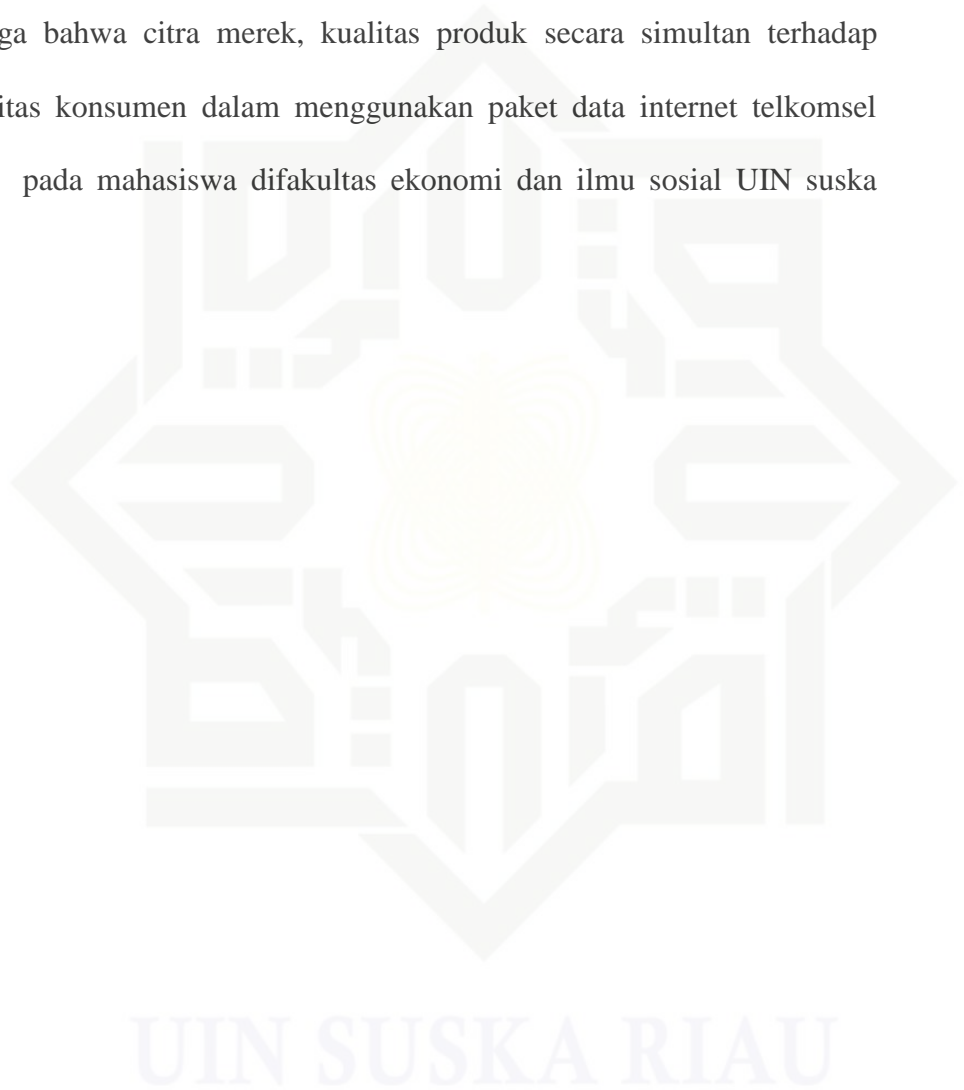 ga bahwa citra merek, kualitas produk secara simultan terhadap
itas konsumen dalam menggunakan paket data internet telkomsel
pada mahasiswa difakultas ekonomi dan ilmu sosial UIN suska
UIN SUSKA RIAU